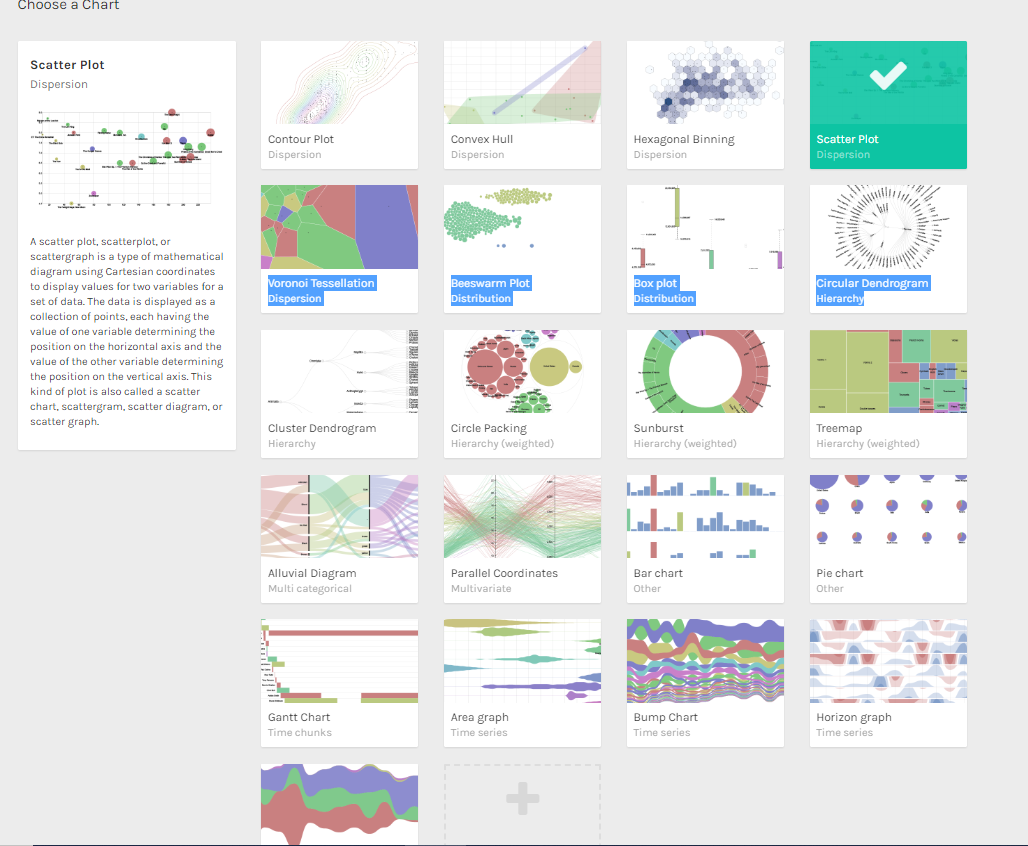 Choose a Chart
Scatter Plot
Dispersion
A scatter plot, scatterplot, or
scattergraph is a type of mathematical
diagram using Cartesian coordinates
to display values for two variables for a
set of data. The data is displayed as a
collection of points, each having the
value of one variable determining the
position on the horizontal axis and the
value of the other variable determining
the position on the vertical axis. This
kind of plot is also called a scatter
chart, scattergram, scatter diagram, or
scatter graph.
Contour Plot
Dispersion
Convex Hull
Dispersion
Hexagonal Binning
Dispersion
Scatter Plot
Dispersion
Voronoi Tessellation
Dispersion
Beeswarm Plot
Distribution
Box plot
Distribution
Circular Dendrogram
Hierarchy
Cluster Dendrogram
Hierarchy
Circle Packing
Hierarchy (weighted)
Sunburst
Hierarchy (weighted)
Treemap
Hierarchy (weighted)
Alluvial Diagram
Multi categorical
Parallel Coordinates
Multivariate
Bar chart
Other
Pie chart
Other
Gantt Chart
Time chunks
Area graph
Time series
Bump Chart
Time series
Horizon graph
Time series